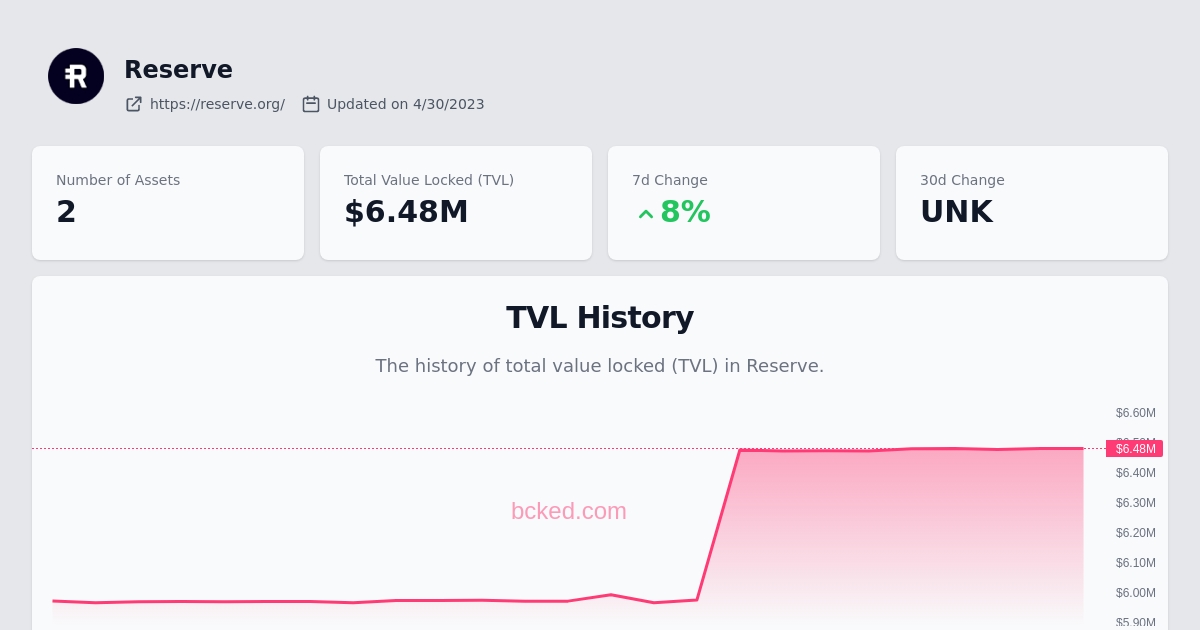 Reserve
https://reserve.org/ Updated on 4/30/2023
Number of Assets
2
Total Value Locked (TVL)
$6.48M
7d Change
8%
30d Change
UNK
TVL History
The history of total value locked (TVL) in Reserve.
$6.60M
$6.48M
$6.40M
$6.30M
bcked.com
$6.20M
$6.10M
$6.00M
$5.90M